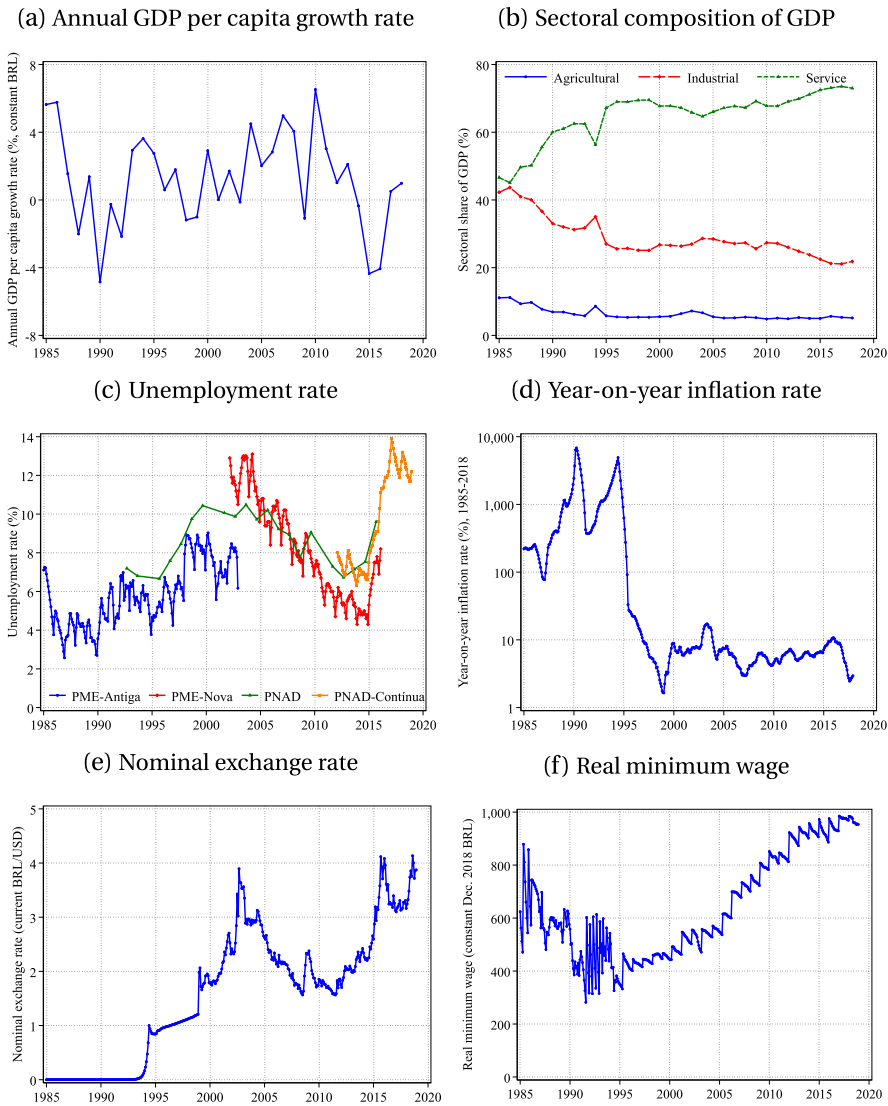 (a) Annual GDP per capita growth rate
Annual GDP per capita growth rate (%, constant BRL)
8
4
0
-4
-8
1985 1990 1995 2000 2005 2010 2015 2020
(b) Sectoral composition of GDP
Sectoral share of GDP (%)
Agricultural Industrial Service
80
60
40
20
0
1985 1990 1995 2000 2005 2010 2015 2020
(c) Unemployment rate
Unemployment rate (%)
14
12
10
8
6
4
2
0
PME-Antiga PME-Nova PNAD PNAD-Contínua
1985 1990 1995 2000 2005 2010 2015 2020
(d) Year-on-year inflation rate
Year-on-year inflation rate (%), 1985-2018
10,000
1,000
100
10
1
1985 1990 1995 2000 2005 2010 2015 2020
(e) Nominal exchange rate
Nominal exchange rate (current BRL/USD)
5
4
3
2
1
0
1985 1990 1995 2000 2005 2010 2015 2020
(f) Real minimum wage
Real minimum wage (constant Dec. 2018 BRL)
1,000
800
600
400
200
0
1985 1990 1995 2000 2005 2010 2015 2020